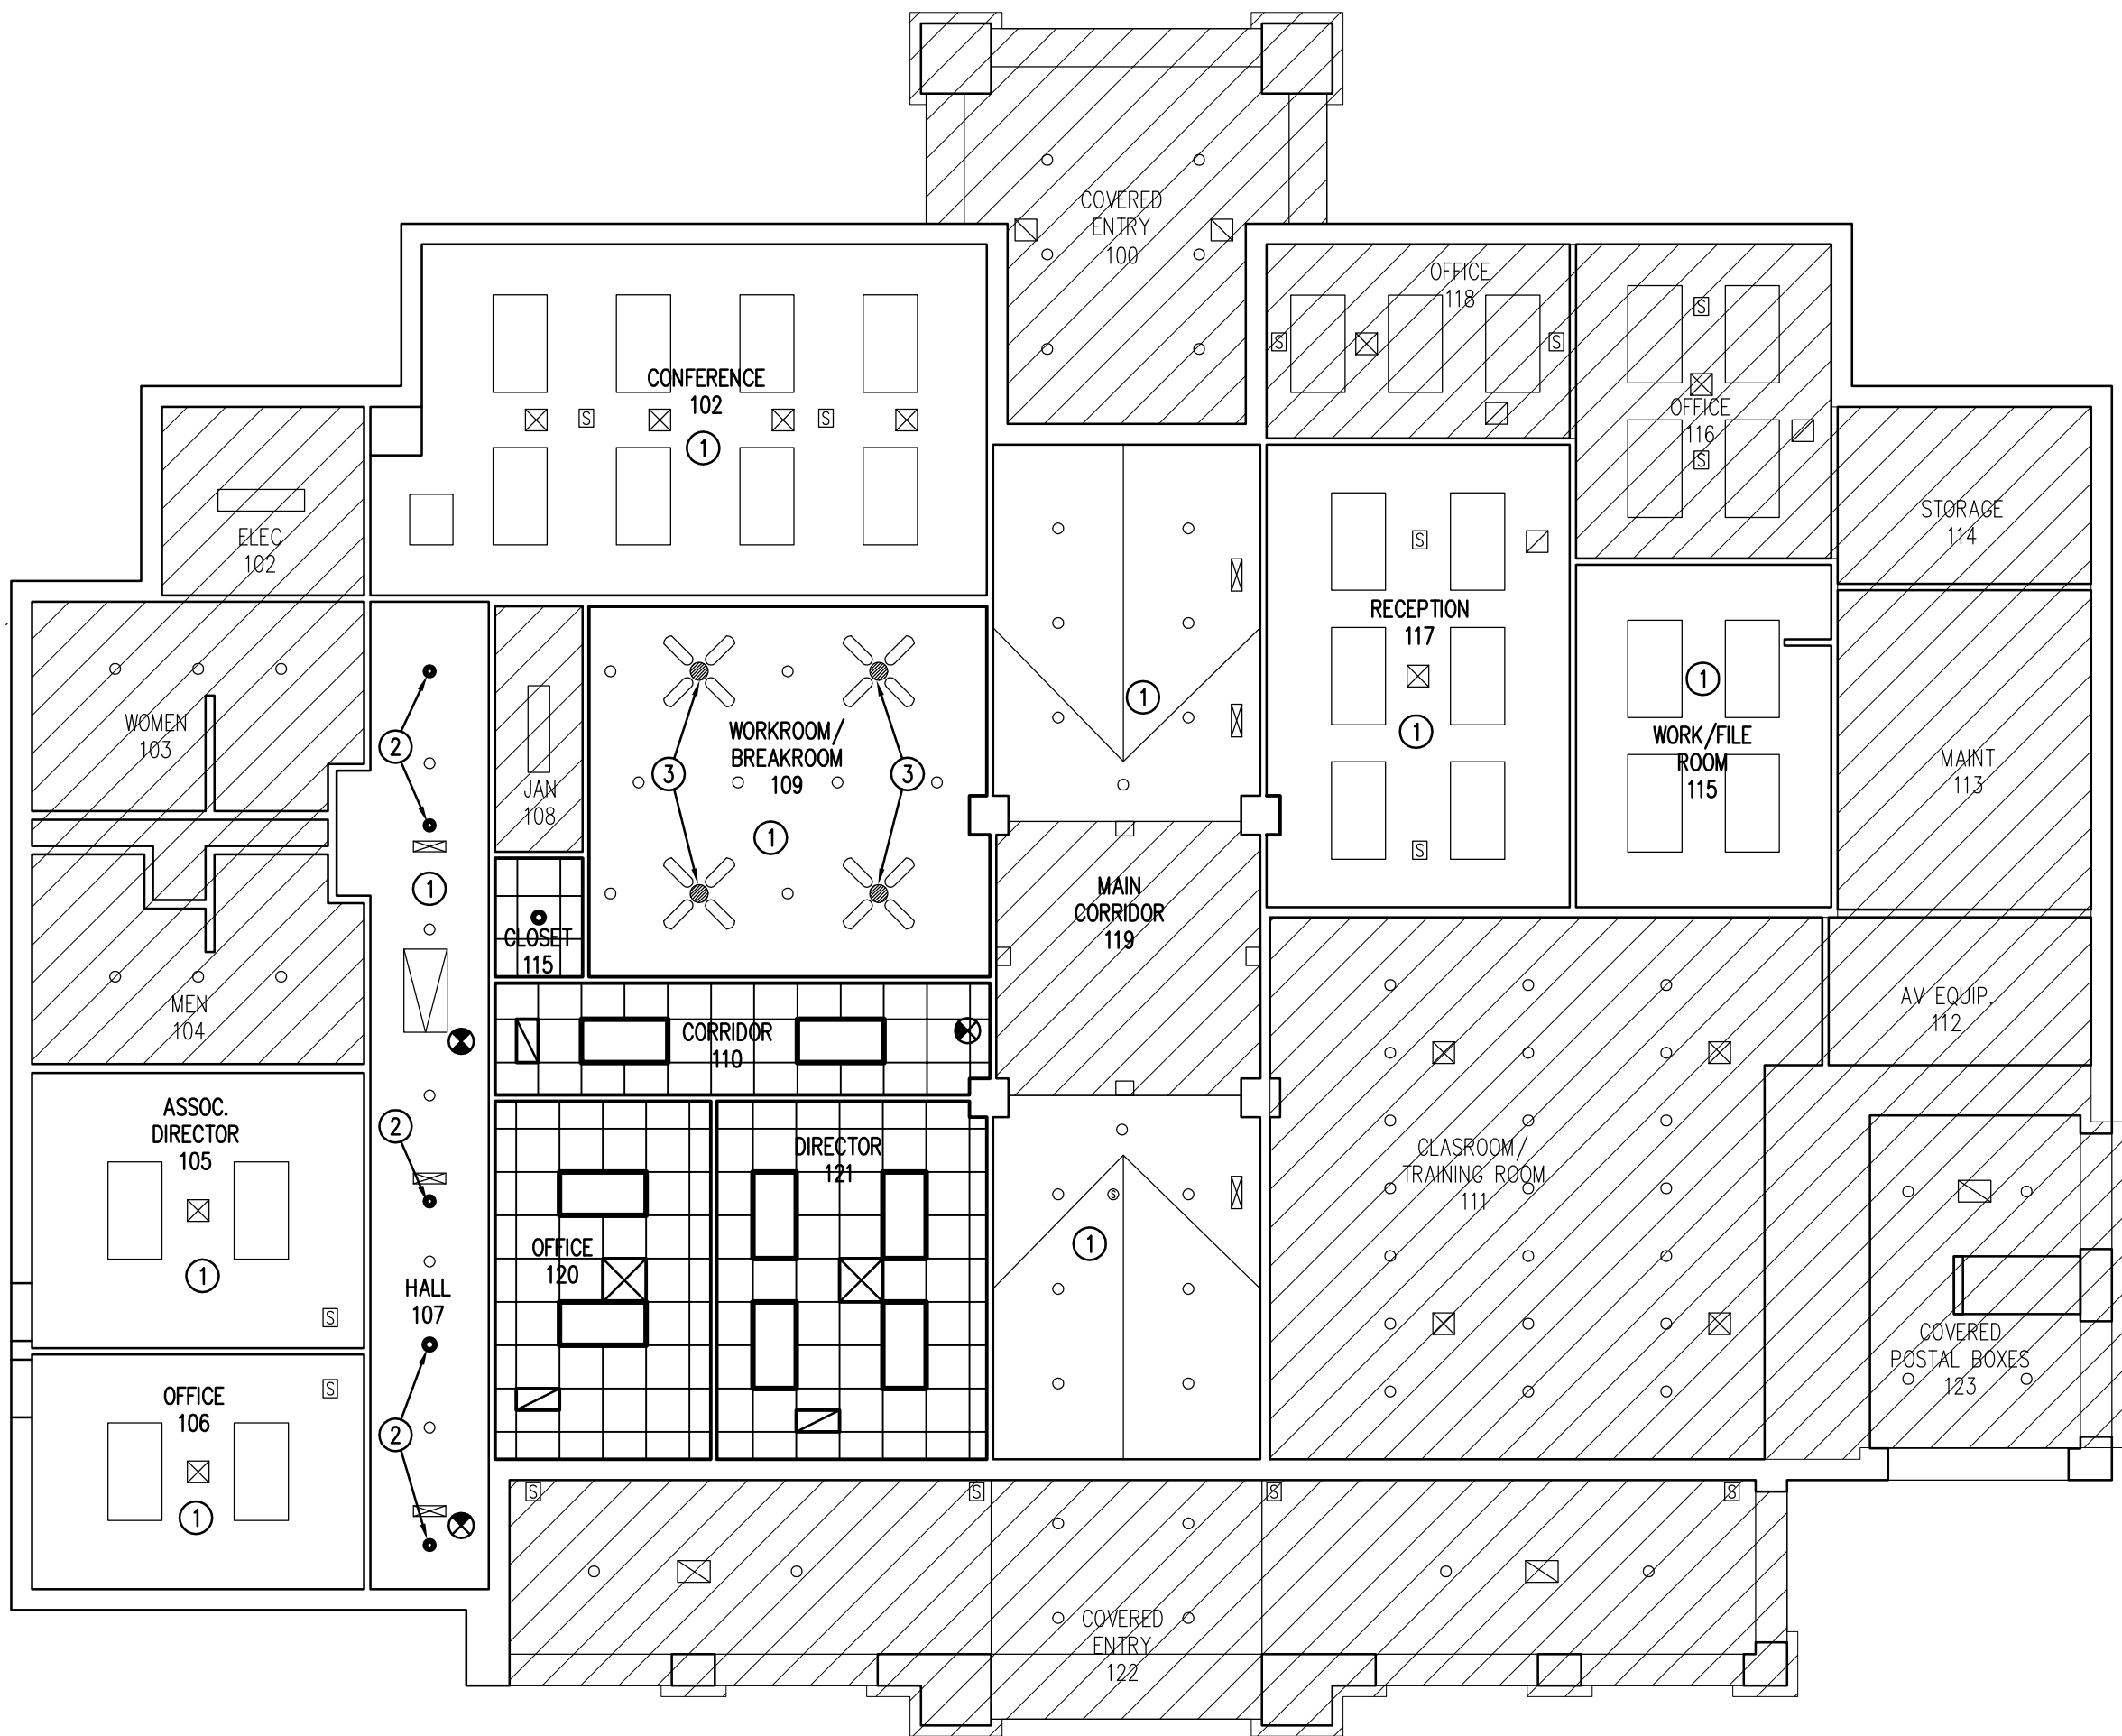 COVERED
ENTRY
100
OFFICE
118
S
S
S
OFFICE
116
S
CONFERENCE
102
S
S
1
ELEC
102
STORAGE
114
S
RECEPTION
117
1
S
1
WORK/FILE
ROOM
115
MAINT
113
1
WOMEN
103
2
JAN
108
WORKROOM/
BREAKROOM
109
3
3
1
1
CLOSET
115
MAIN
CORRIDOR
119
MEN
104
CORRIDOR
110
AV EQUIP.
112
ASSOC.
DIRECTOR
105
1
S
2
DIRECTOR
121
OFFICE
120
S
1
CLASROOM/
TRAINING ROOM
111
HALL
107
COVERED
POSTAL BOXES
123
OFFICE
106
S
1
2
S
S
S
S
COVERED
ENTRY
122